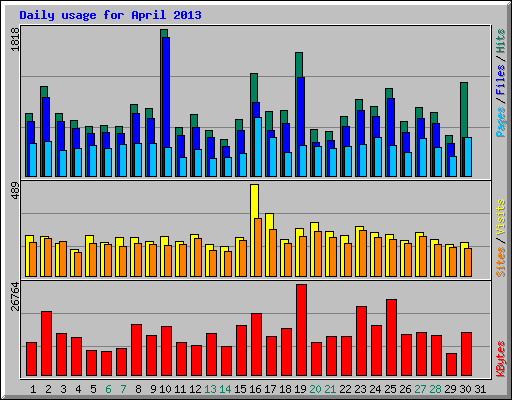 Daily usage for April 2013
1818
Pages / Files / Hits
489
Sites / Visits
26764
KBytes
1 2 3 4 5 6 7 8 9 10 11 12 13 14 15 16 17 18 19 20 21 22 23 24 25 26 27 28 29 30 31